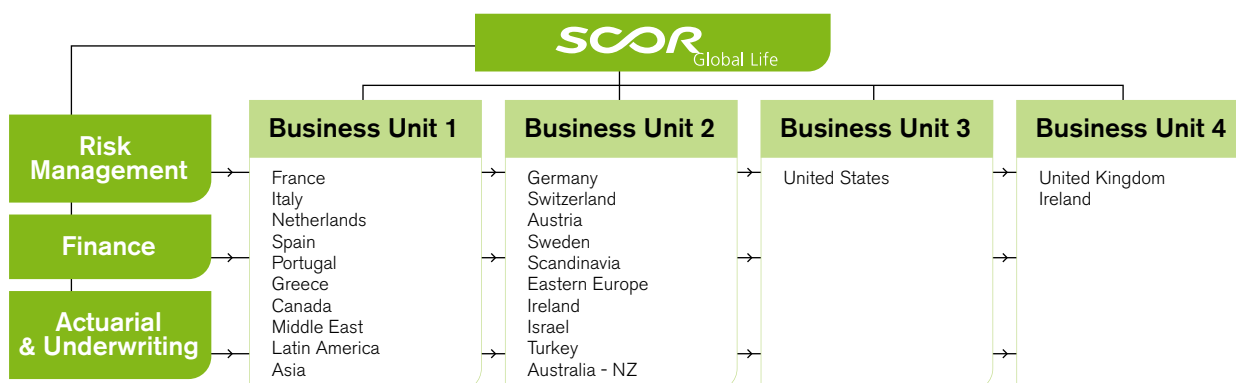 SCOR
Global Life
Risk
Management
Finance
Actuarial
& Underwriting
Business Unit 1
France
Italy
Netherlands
Spain
Portugal
Greece
Canada
Middle East
Latin America
Asia
Business Unit 2
Germany
Switzerland
Austria
Sweden
Scandinavia
Eastern Europe
Ireland
Israel
Turkey
Australia - NZ
Business Unit 3
United States
Business Unit 4
United Kingdom
Ireland